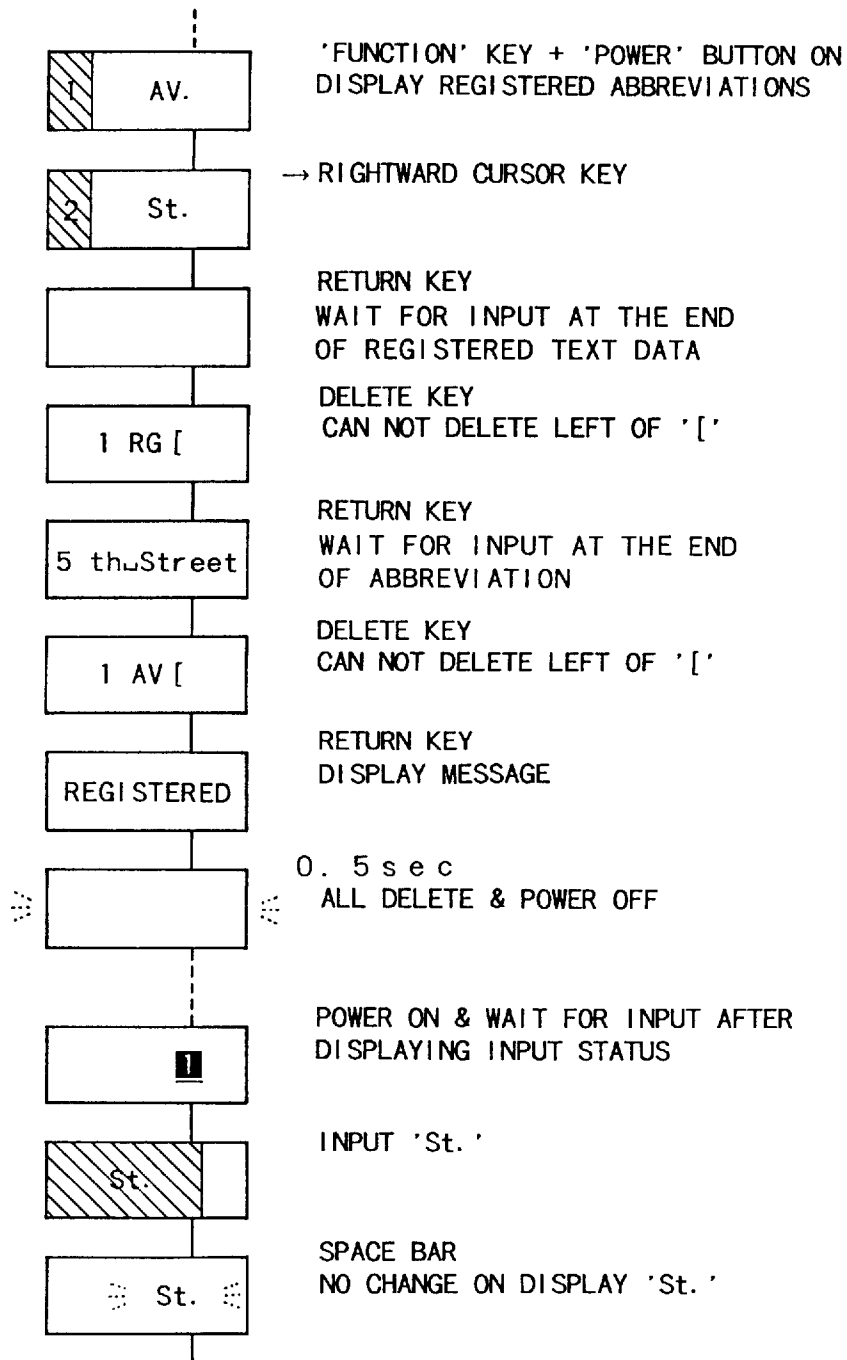 'FUNCTION' KEY + 'POWER' BUTTON ON
DISPLAY REGISTERED ABBREVIATIONS
1 AV.
→ RIGHTWARD CURSOR KEY
2 St.
RETURN KEY
WAIT FOR INPUT AT THE END
OF REGISTERED TEXT DATA
DELETE KEY
CAN NOT DELETE LEFT OF '['
1 RG [
RETURN KEY
WAIT FOR INPUT AT THE END
OF ABBREVIATION
5 th␣Street
DELETE KEY
CAN NOT DELETE LEFT OF '['
1 AV [
RETURN KEY
DISPLAY MESSAGE
REGISTERED
0. 5 sec
ALL DELETE & POWER OFF
POWER ON & WAIT FOR INPUT AFTER
DISPLAYING INPUT STATUS
1
INPUT 'St.'
St.
SPACE BAR
NO CHANGE ON DISPLAY 'St.'
St.